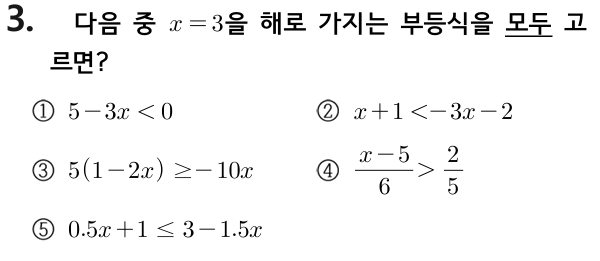 3. 다음 중 x=3을 해로 가지는 부등식을 모두 고
르면?
① 5-3x<0 ② x+1<-3x-2
③ 5(1-2x) ≥-10x ④ \frac{x-5}{6} > \frac{2}{5}
⑤ 0.5x+1 ≤ 3-1.5x